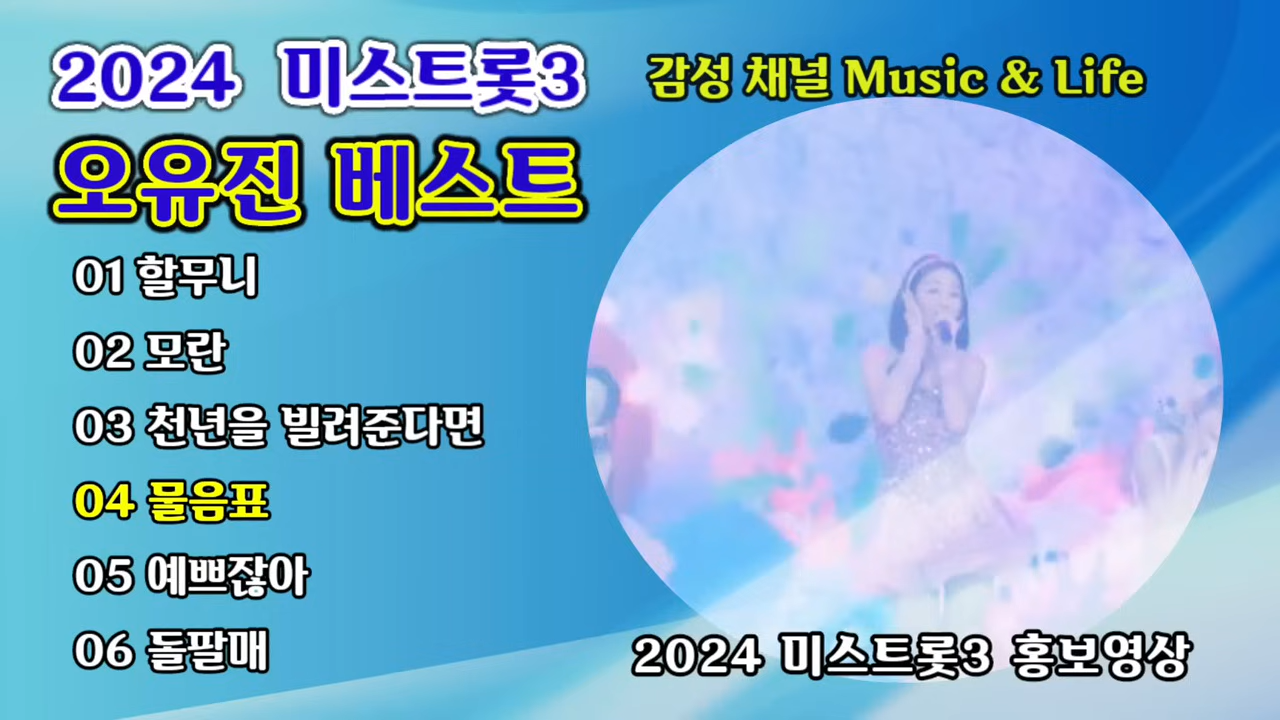 2024 미스트롯3
오유진 베스트
01 할무니
02 모란
03 천년을 빌려준다면
04 물음표
05 예쁘잖아
06 돌팔매
감성 채널 Music & Life
2024 미스트롯3 홍보영상